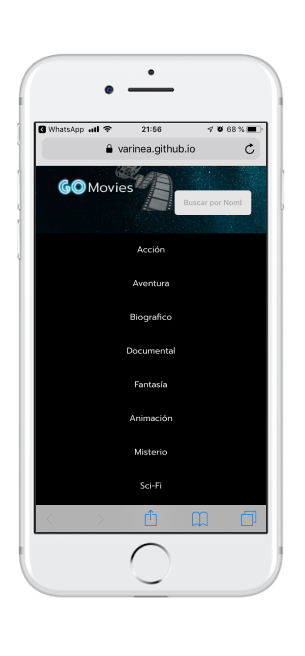 WhatsApp 21:56 68 %
varinea.github.io
GO Movies
Buscar por Nomb
Acción
Aventura
Biografico
Documental
Fantasía
Animación
Misterio
Sci-Fi